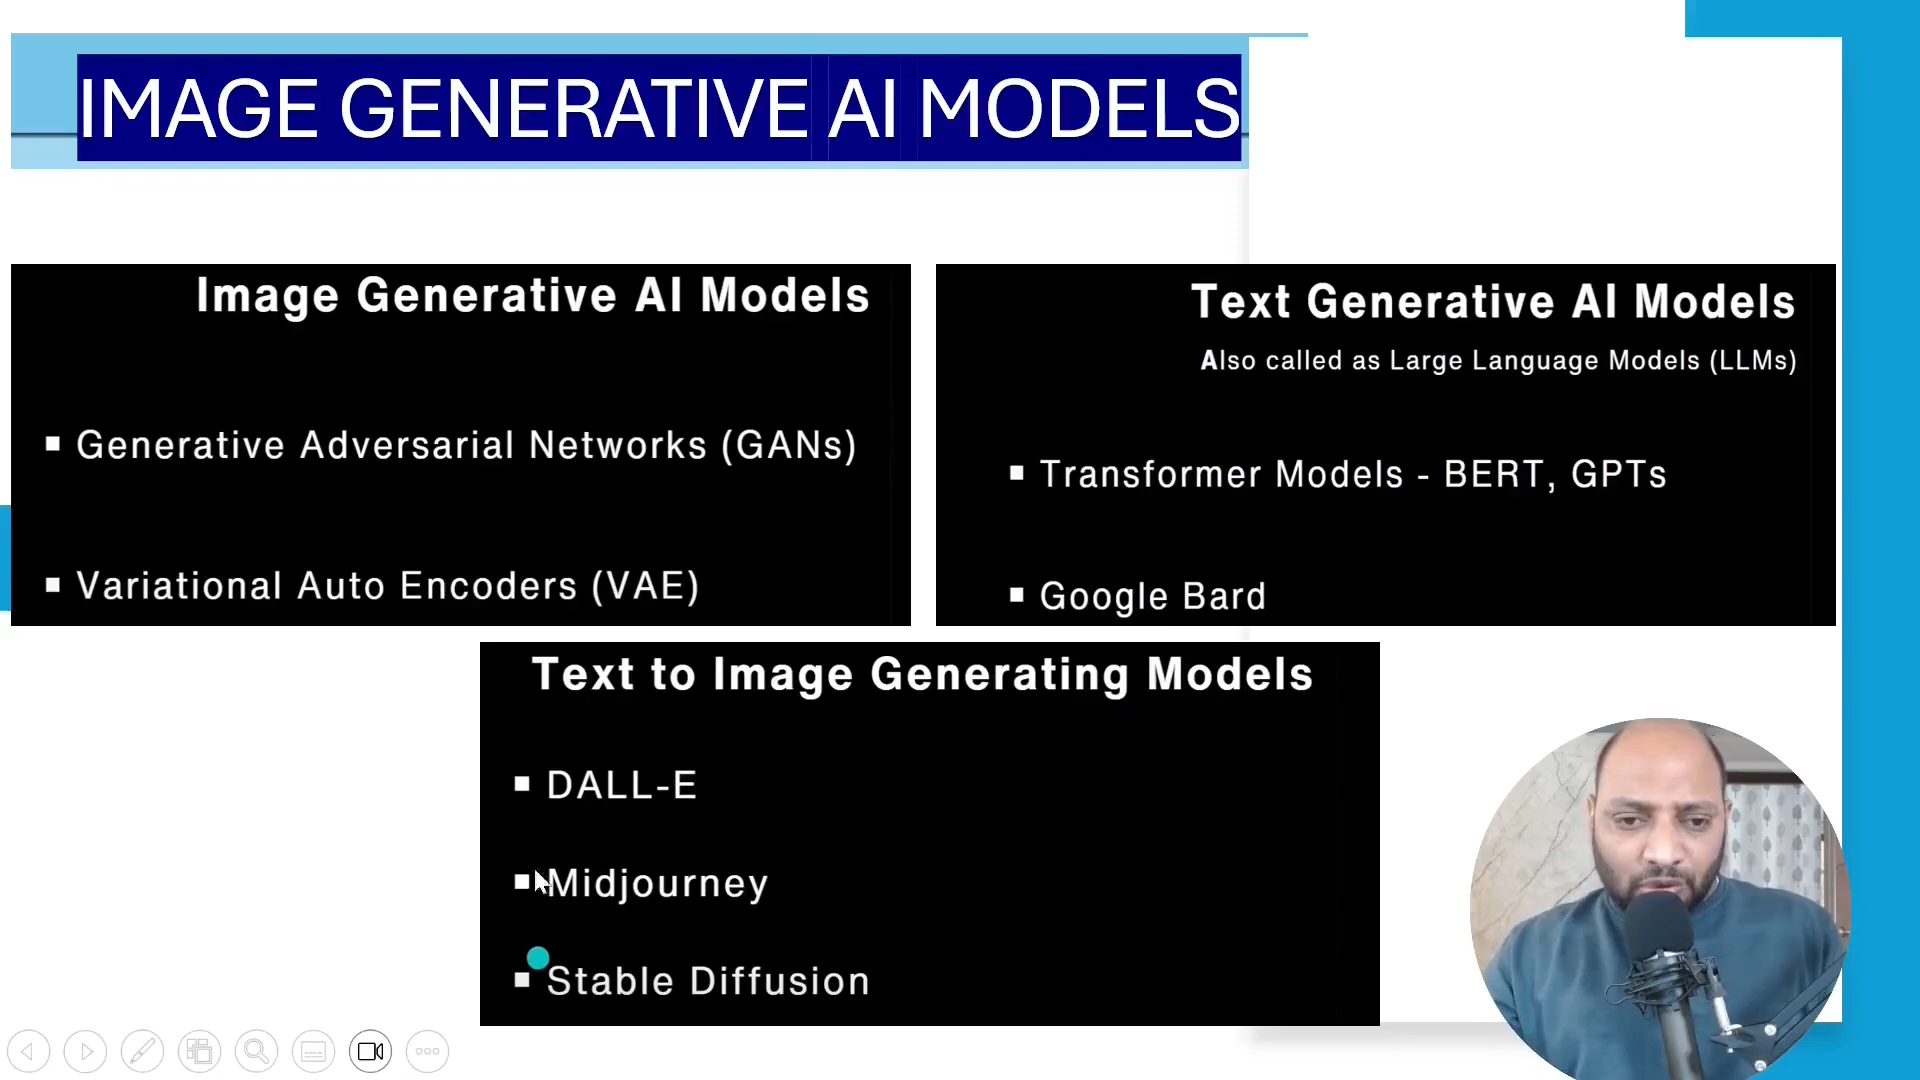 IMAGE GENERATIVE AI MODELS
Image Generative AI Models
▪ Generative Adversarial Networks (GANs)
▪ Variational Auto Encoders (VAE)
Text Generative AI Models
Also called as Large Language Models (LLMs)
▪ Transformer Models - BERT, GPTs
▪ Google Bard
Text to Image Generating Models
▪ DALL-E
▪ Midjourney
▪ Stable Diffusion